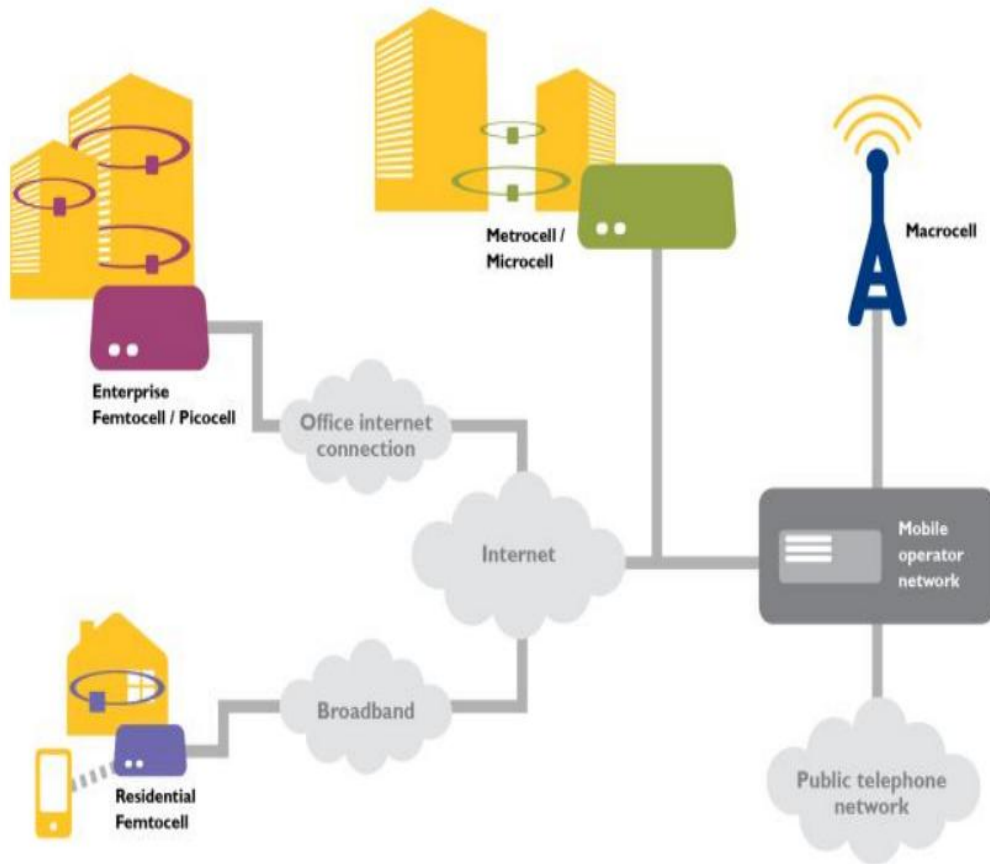 Metrocell /
Microcell
Macrocell
Enterprise
Femtocell / Picocell
Office internet
connection
Internet
Mobile
operator
network
Broadband
Residential
Femtocell
Public telephone
network